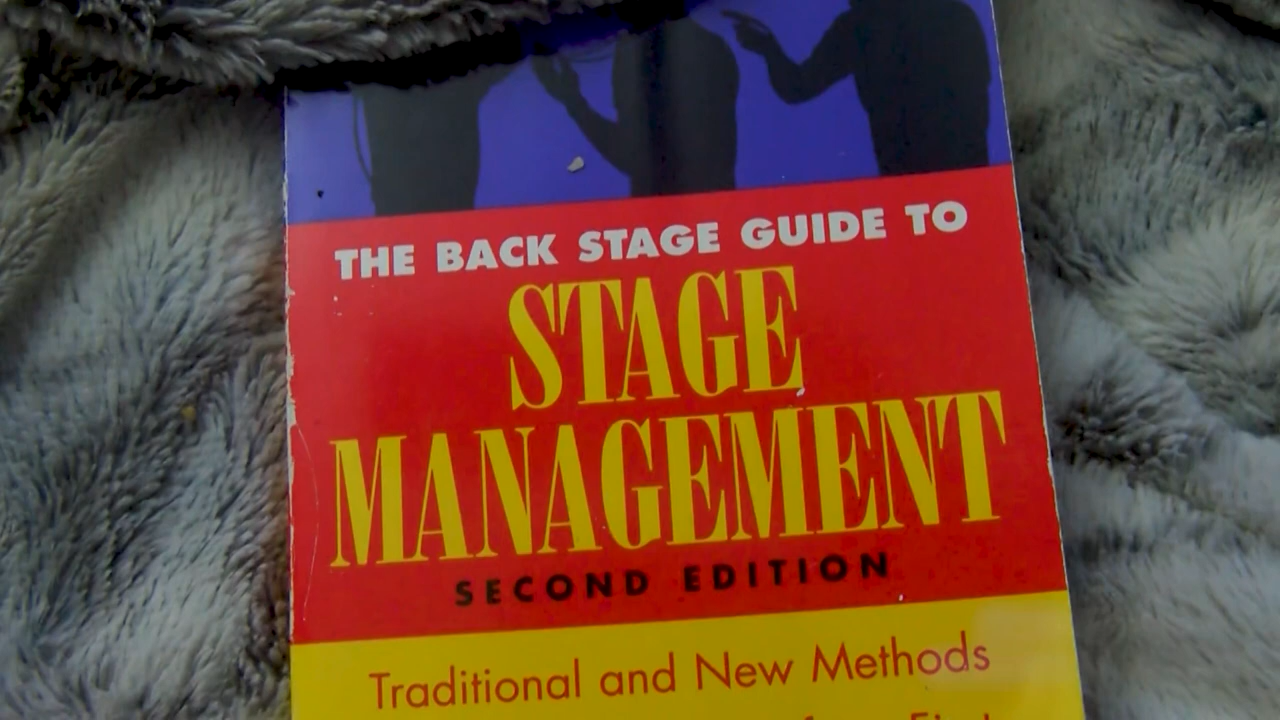 THE BACK STAGE GUIDE TO
STAGE
MANAGEMENT
SECOND EDITION
Traditional and New Methods